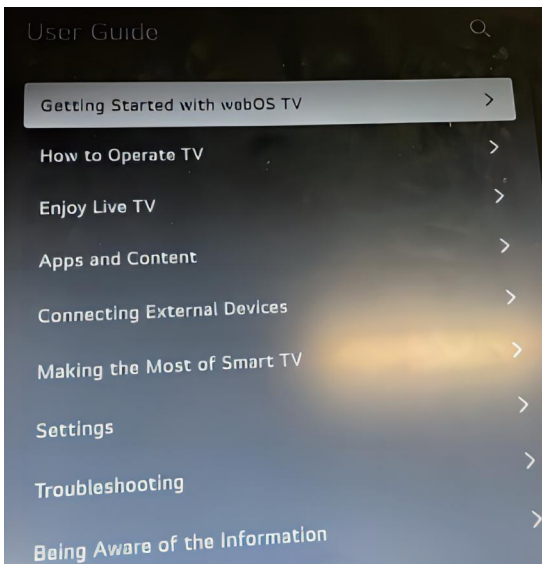 User Guide
Getting Started with webOS TV
How to Operate TV
Enjoy Live TV
Apps and Content
Connecting External Devices
Making the Most of Smart TV
Settings
Troubleshooting
Being Aware of the Information